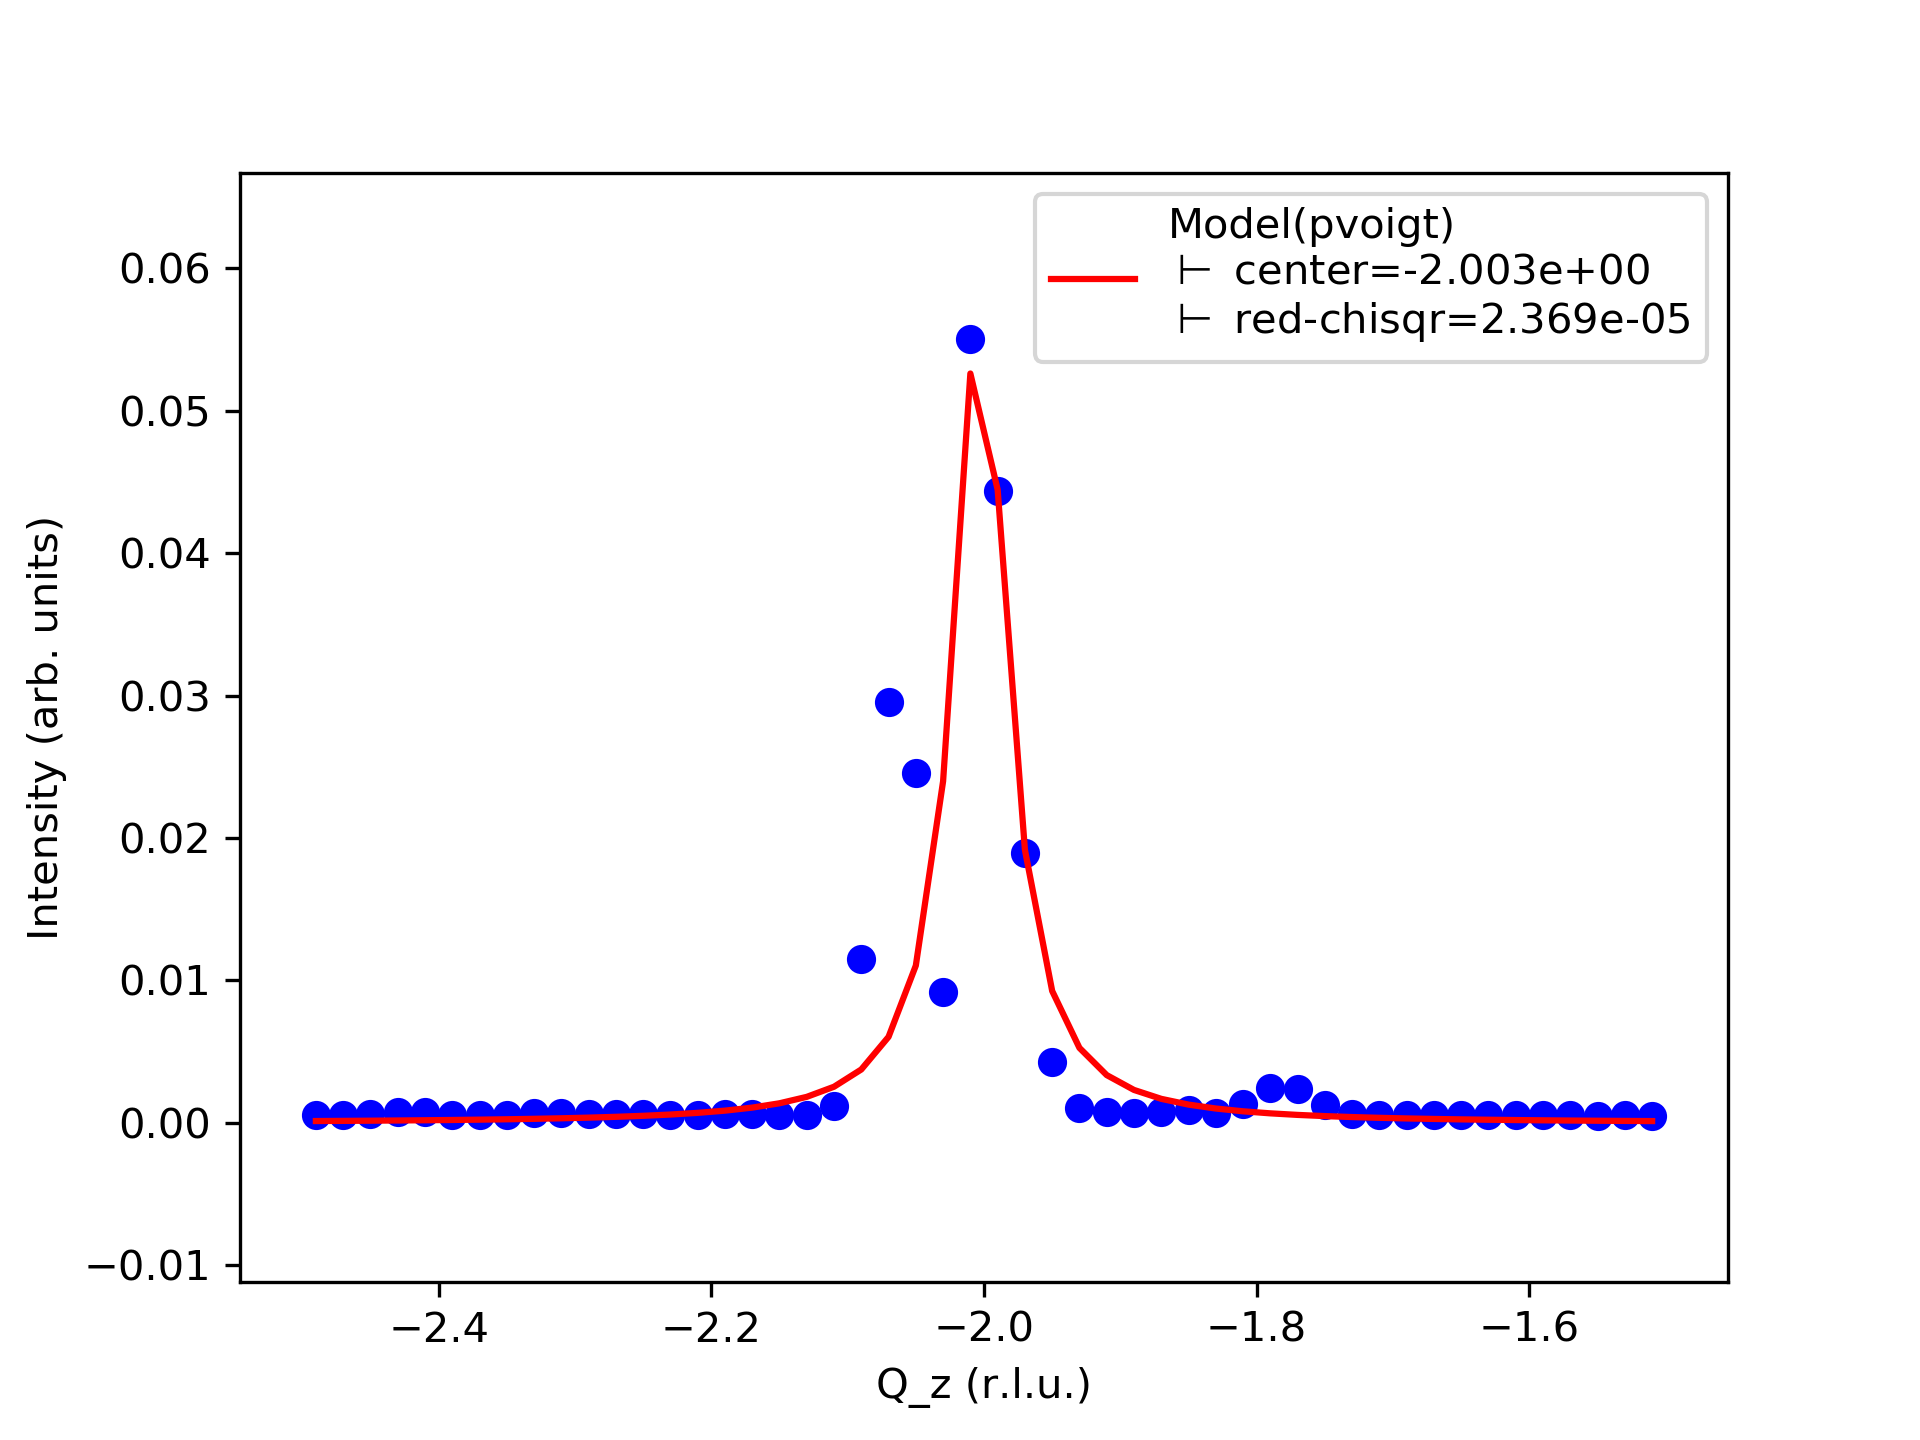 Model(pvoigt)
⊢ center=-2.003e+00
⊢ red-chisqr=2.369e-05
0.06
0.05
0.04
0.03
0.02
0.01
0.00
−0.01
Intensity (arb. units)
−2.4 −2.2 −2.0 −1.8 −1.6
Q_z (r.l.u.)